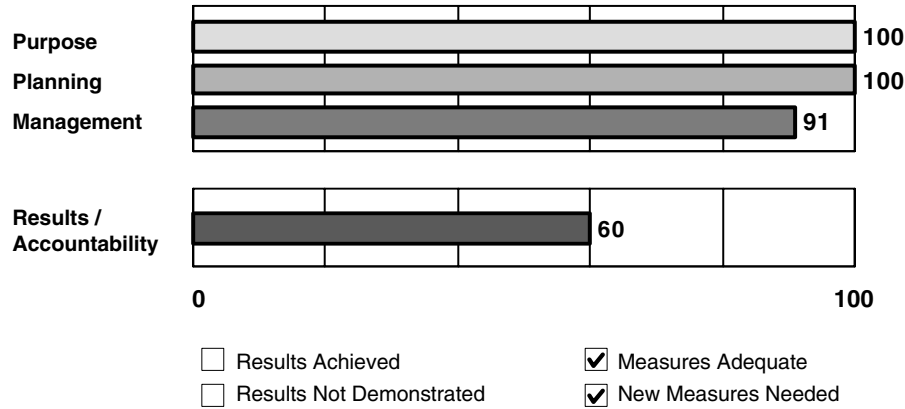 Purpose 100
Planning 100
Management 91
Results /
Accountability
60
0 100
Results Achieved
Measures Adequate
Results Not Demonstrated
New Measures Needed